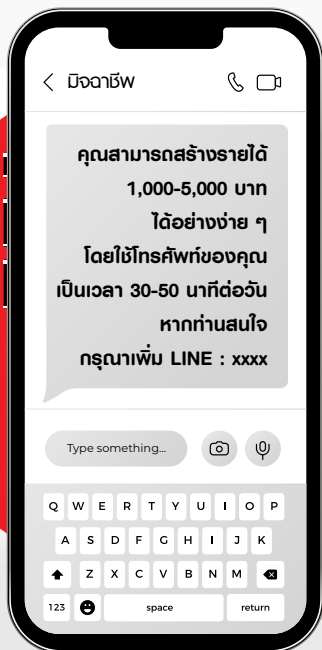 มิจฉาชีพ
คุณสามารถสร้างรายได้
1,000-5,000 บาท
ได้อย่างง่าย ๆ
โดยใช้โทรศัพท์ของคุณ
เป็นเวลา 30-50 นาทีต่อวัน
หากท่านสนใจ
กรุณาเพิ่ม LINE : xxxx
Type something...
Q W E R T Y U I O P
A S D F G H I J K
Z X C V B N M
123 space return